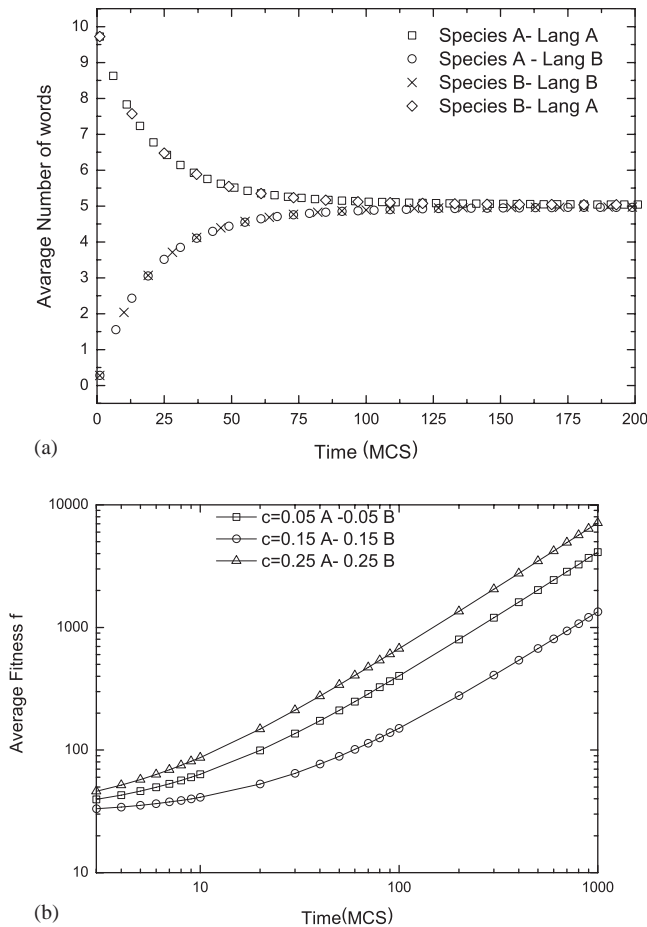 10
9
8
7
6
5
4
3
2
1
0
Avarage Number of words
Species A- Lang A
Species A - Lang B
Species B- Lang B
Species B- Lang A
0 25 50 75 100 125 150 175 200
Time (MCS)
(a)
10000
1000
100
10
Average Fitness f
c=0.05 A -0.05 B
c=0.15 A- 0.15 B
c=0.25 A- 0.25 B
10 100 1000
Time(MCS)
(b)